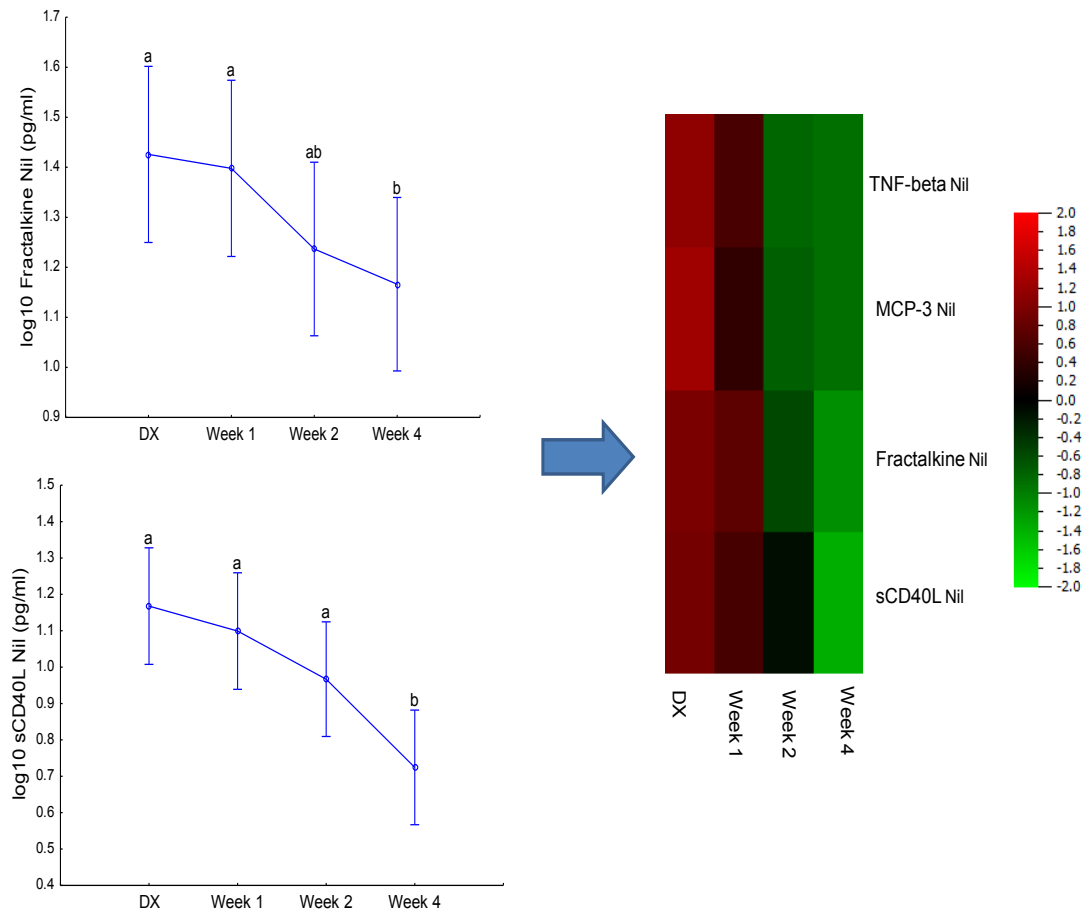 log10 Fractalkine Nil (pg/ml)
1.7
1.6
1.5
1.4
1.3
1.2
1.1
1.0
0.9
a
a
ab
b
DX
Week 1
Week 2
Week 4
log10 sCD40L Nil (pg/ml)
1.5
1.4
1.3
1.2
1.1
1.0
0.9
0.8
0.7
0.6
0.5
0.4
a
a
a
b
DX
Week 1
Week 2
Week 4
TNF-beta Nil
MCP-3 Nil
Fractalkine Nil
sCD40L Nil
DX
Week 1
Week 2
Week 4
2.0
1.8
1.6
1.4
1.2
1.0
0.8
0.6
0.4
0.2
0.0
-0.2
-0.4
-0.6
-0.8
-1.0
-1.2
-1.4
-1.6
-1.8
-2.0